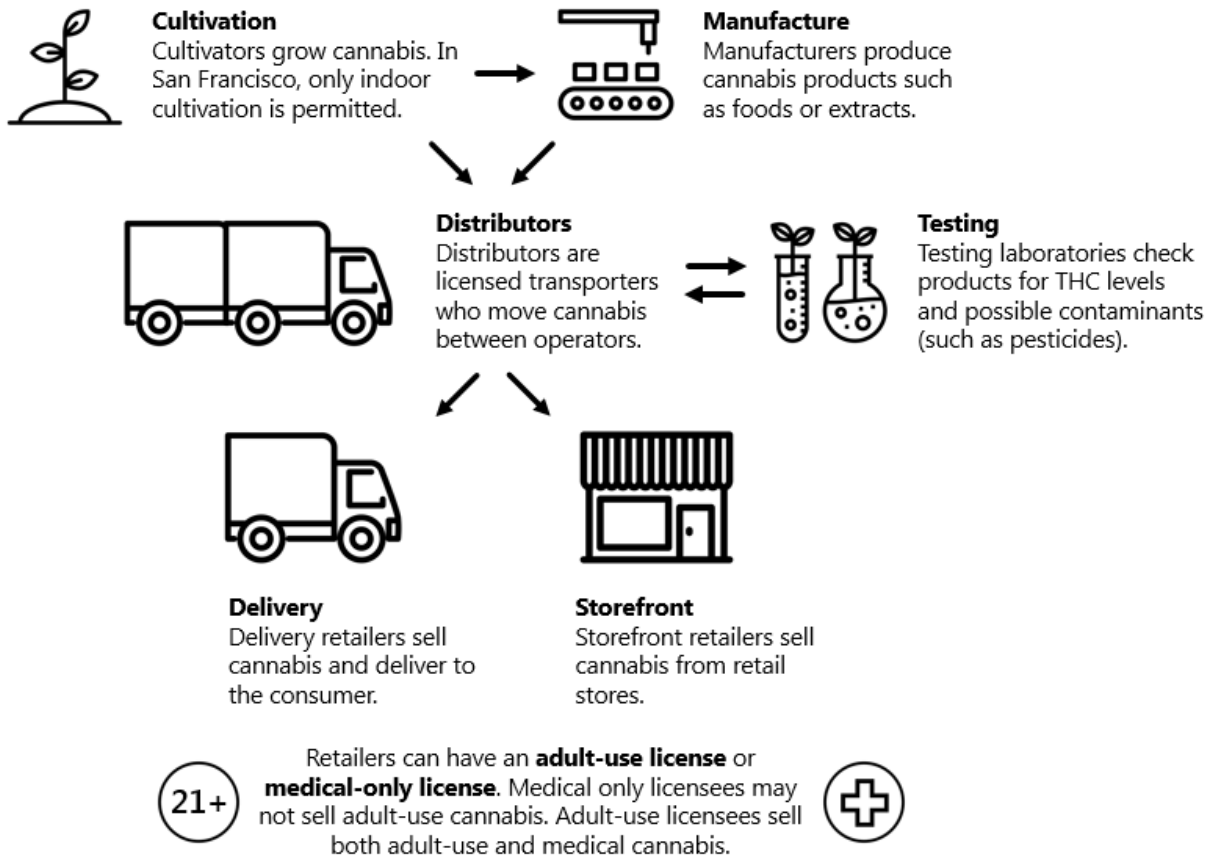 Cultivation
Cultivators grow cannabis. In
San Francisco, only indoor
cultivation is permitted.
Manufacture
Manufacturers produce
cannabis products such
as foods or extracts.
Distributors
Distributors are
licensed transporters
who move cannabis
between operators.
Testing
Testing laboratories check
products for THC levels
and possible contaminants
(such as pesticides).
Delivery
Delivery retailers sell
cannabis and deliver to
the consumer.
Storefront
Storefront retailers sell
cannabis from retail
stores.
21+
Retailers can have an adult-use license or
medical-only license. Medical only licensees may
not sell adult-use cannabis. Adult-use licensees sell
both adult-use and medical cannabis.